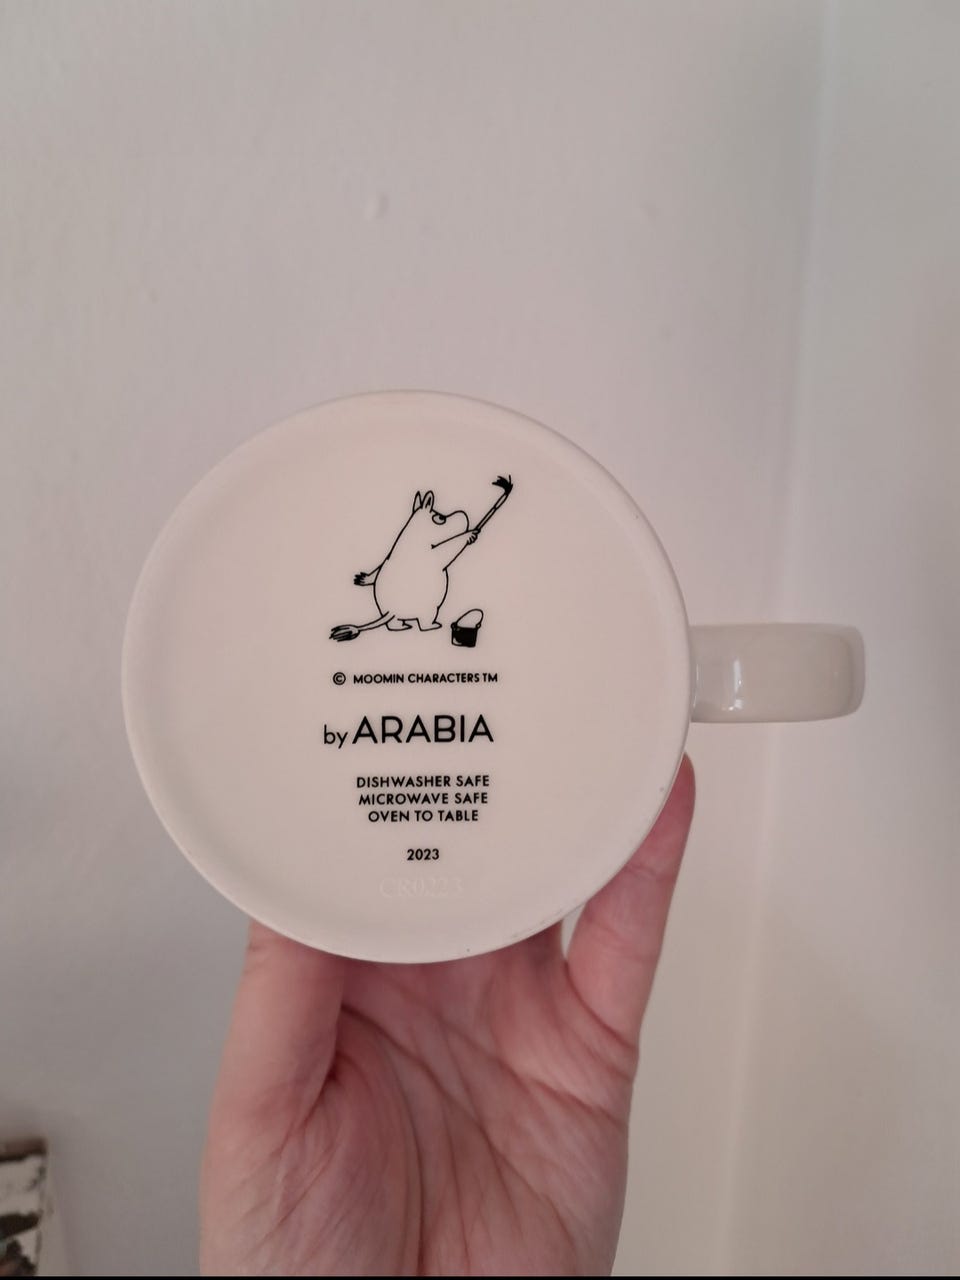 © MOOMIN CHARACTERS TM
by ARABIA
DISHWASHER SAFE
MICROWAVE SAFE
OVEN TO TABLE
2023
CR0223